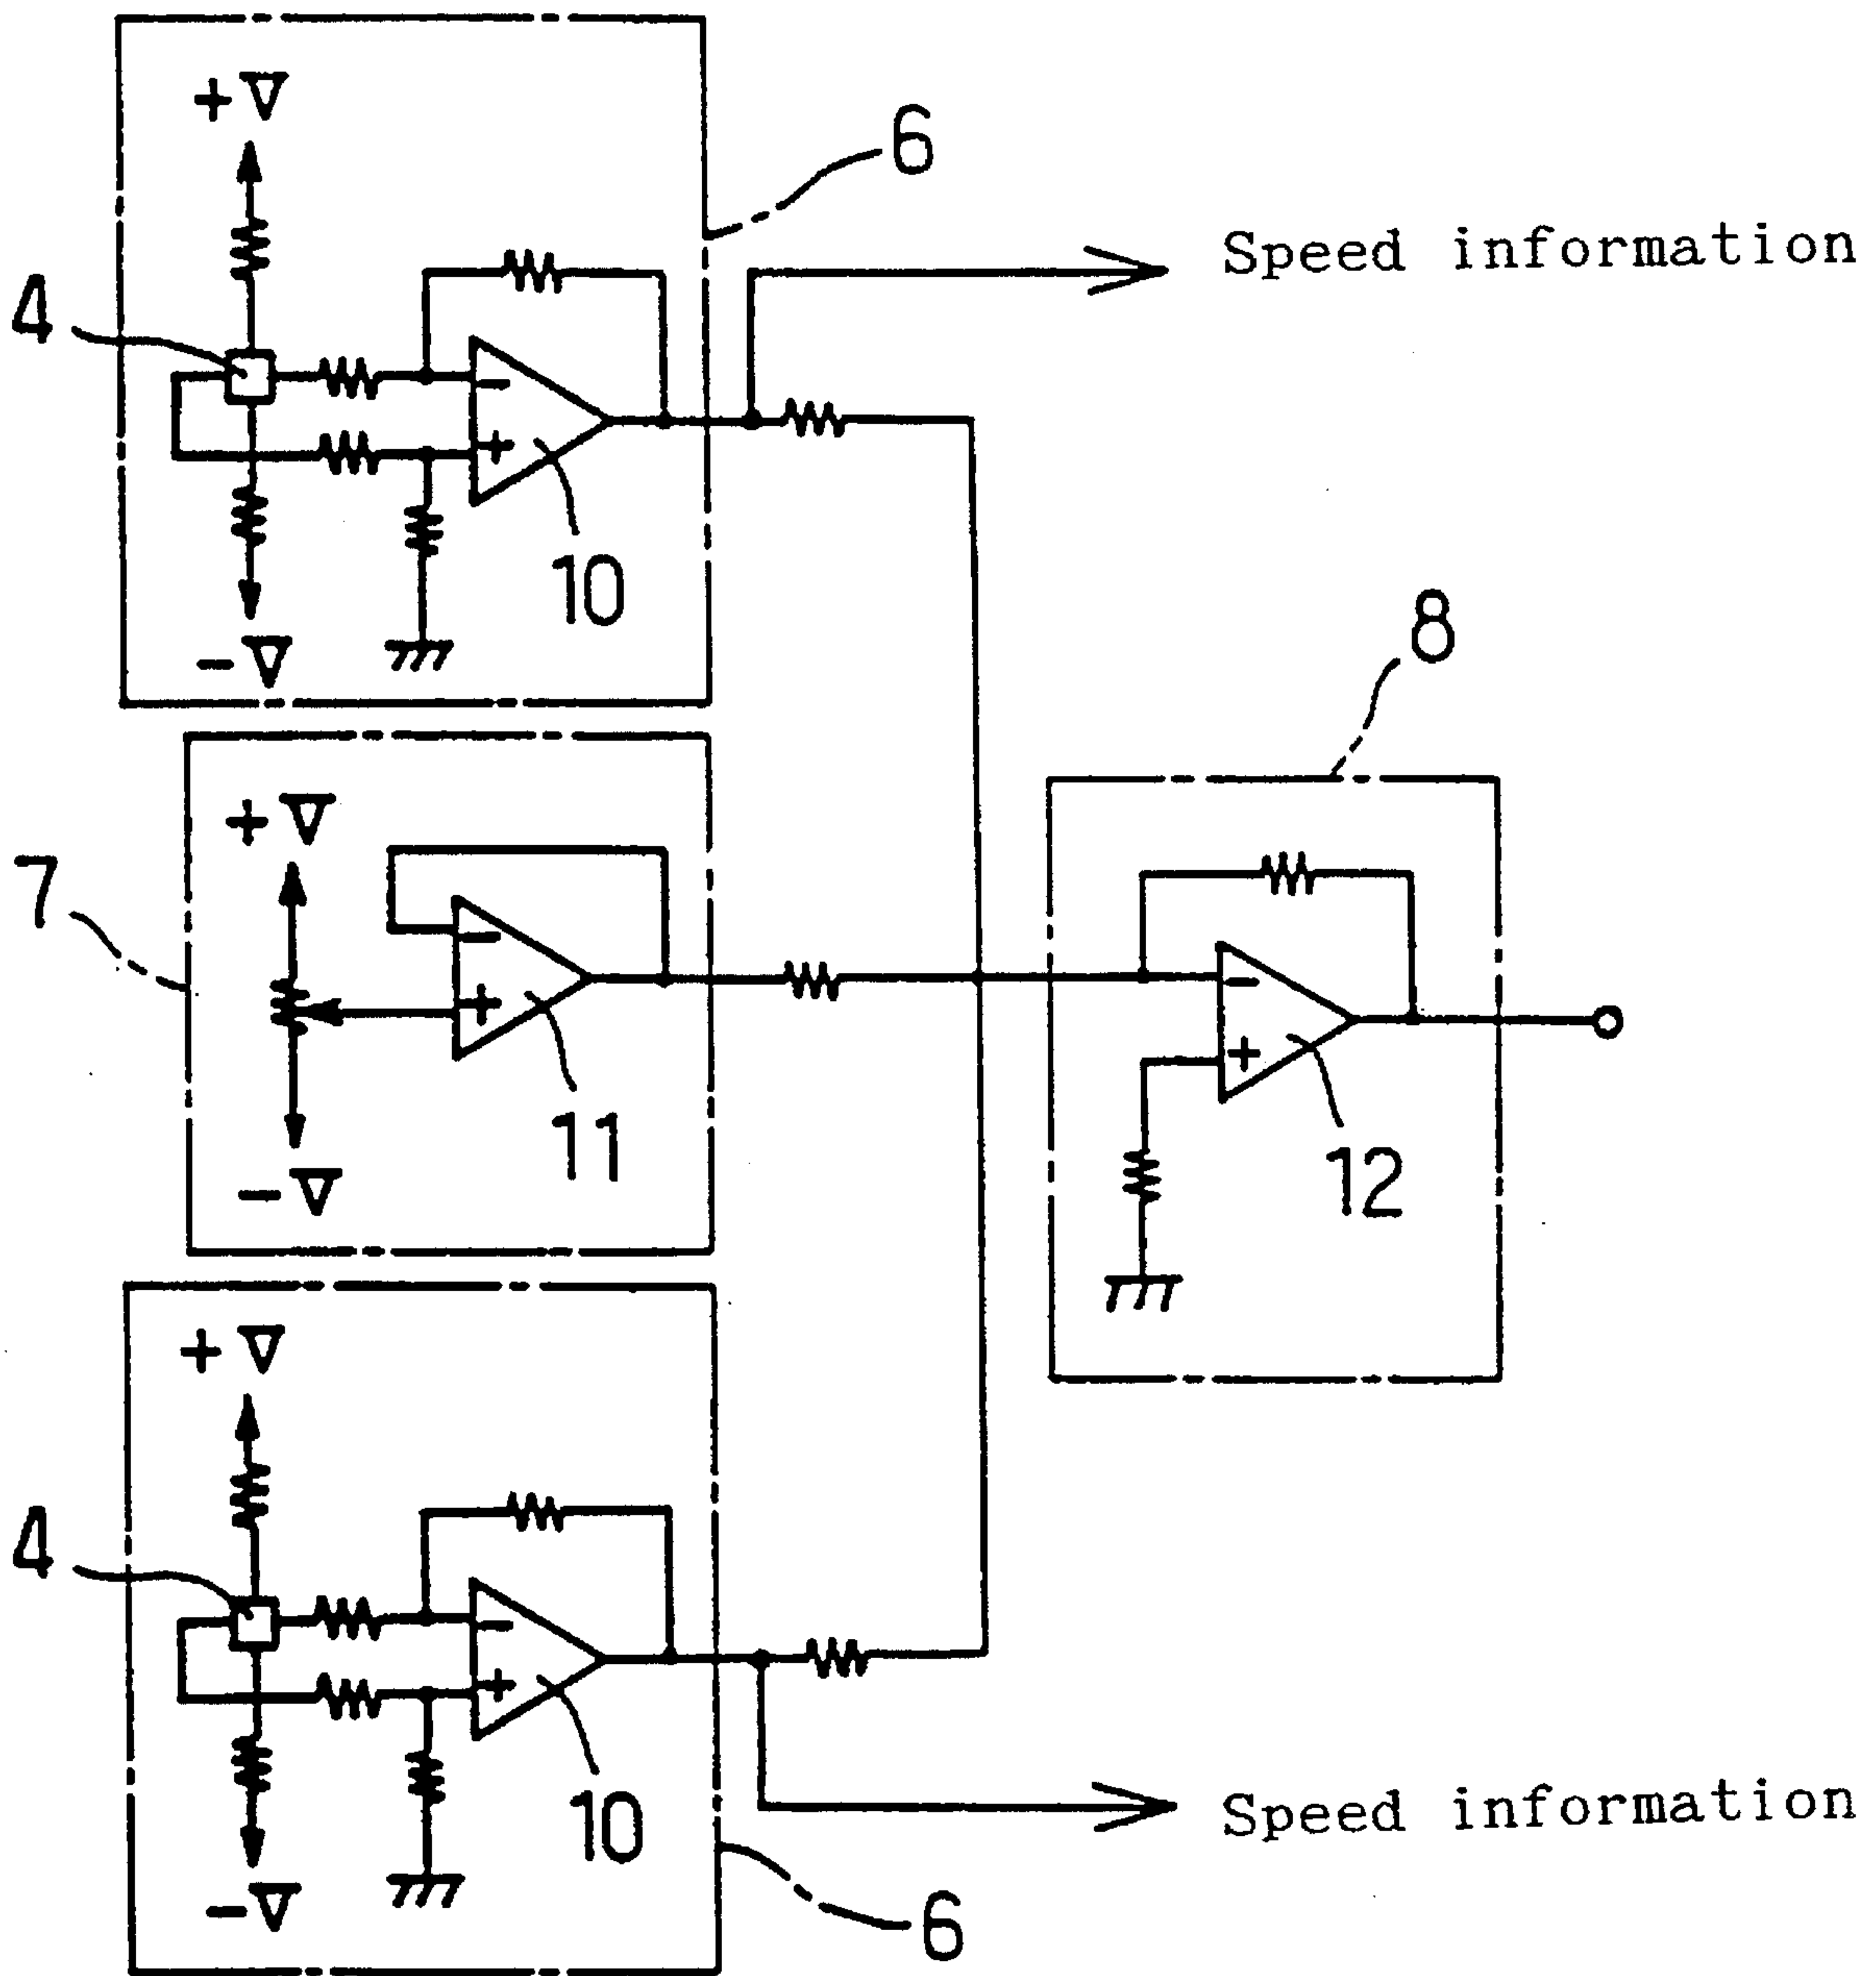 +V
6
Speed information
4
-
+
10
-V
8
+V
7
-
+
11
-V
-
+
12
+V
4
-
+
10
Speed information
-V
6